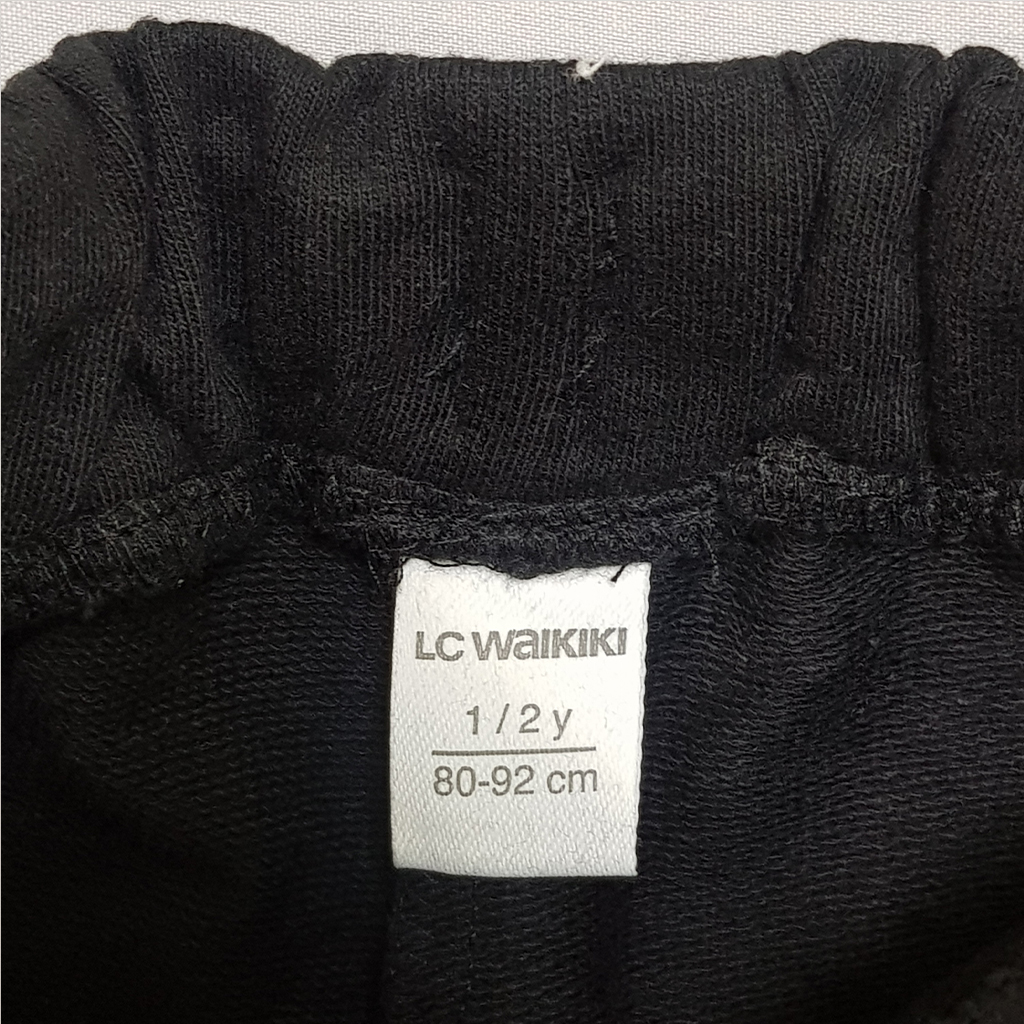 LC WAIKIKI
1 / 2 y
80-92 cm